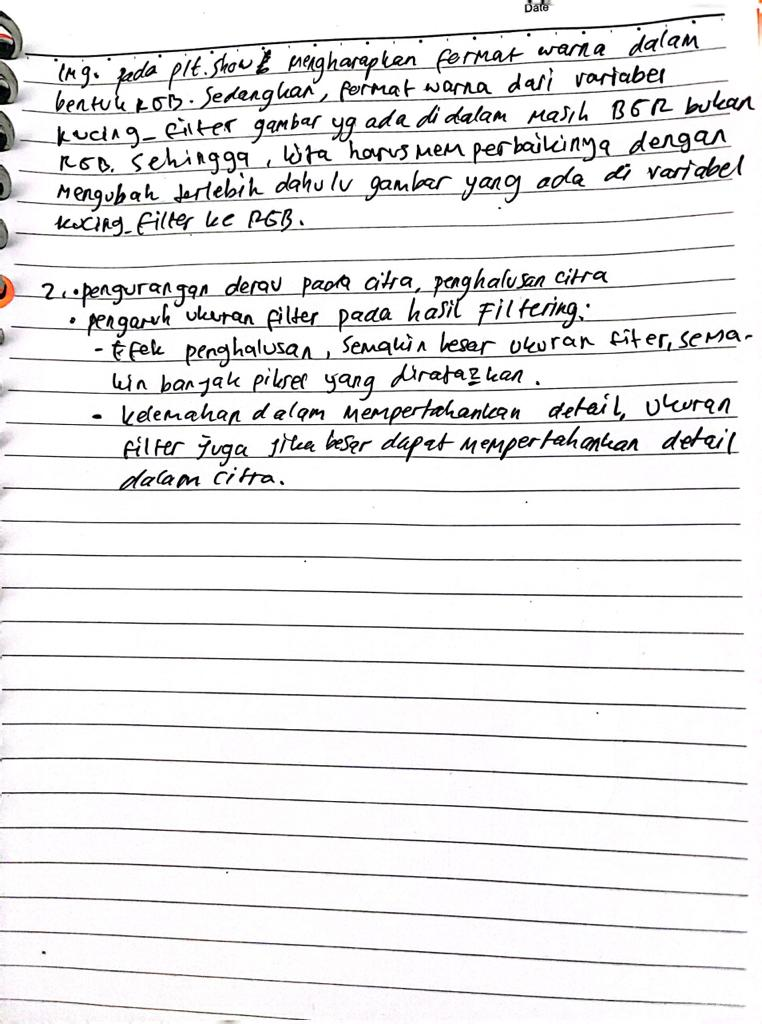 Date
img. pada plt.show mengharapkan format warna dalam
bentuk RGB. Sedangkan, format warna dari variabel
kucing_filter gambar yg ada di dalam masih BGR bukan
RGB. Sehingga, kita harus memperbaikinya dengan
mengubah terlebih dahulu gambar yang ada di variabel
kucing_filter ke RGB.
2. • pengurangan derau pada citra, penghalusan citra
• pengaruh ukuran filter pada hasil Filtering:
- Efek penghalusan, semakin besar ukuran fiter, sema-
kin banyak piksel yang diratazkan.
- kelemahan dalam mempertahankan detail, ukuran
filter juga jika besar dapat mempertahankan detail
dalam citra.